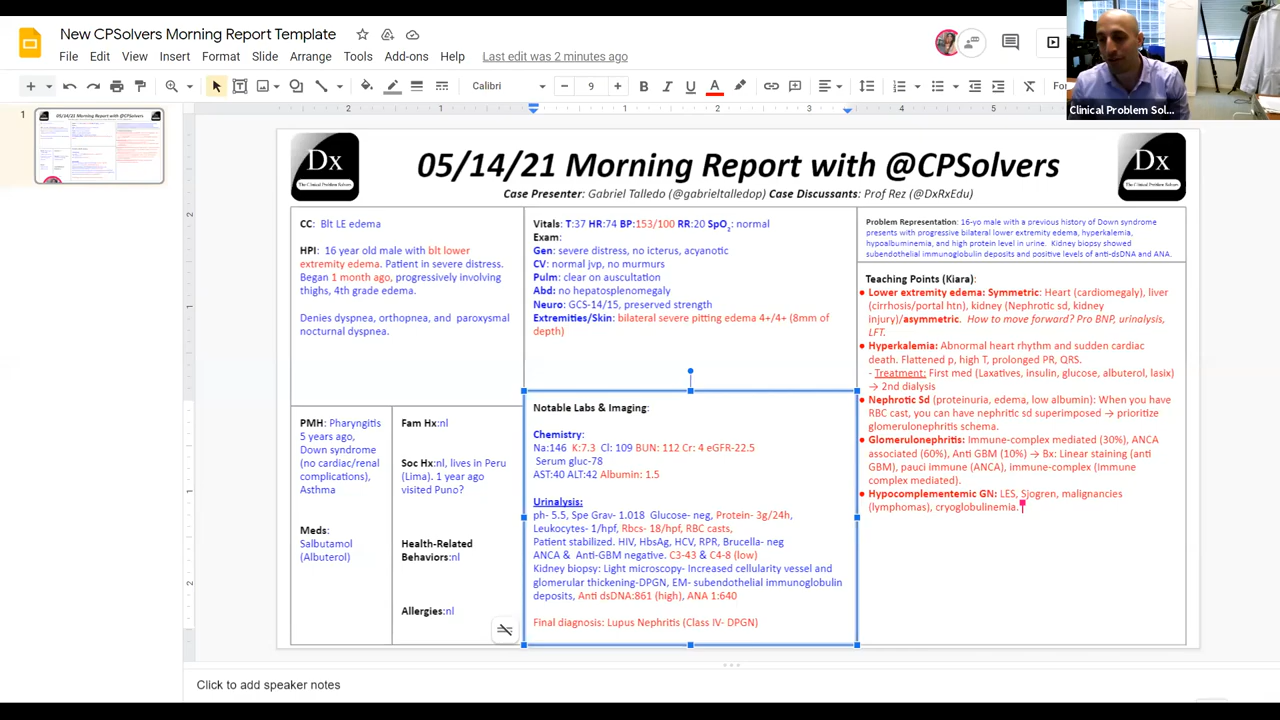 New CPSolvers Morning Report Template
File Edit View Insert Format Slide Arrange Tools Add-ons Help Last edit was 2 minutes ago
Calibri 9
Clinical Problem Sol...
1
Dx
The Clinical Problem Solvers
05/14/21 Morning Report with @CPSolvers
Case Presenter: Gabriel Talledo (@gabrieltalledop) Case Discussants: Prof Rez (@DxRxEdu)
Dx
The Clinical Problem Solvers
CC: Blt LE edema
HPI: 16 year old male with blt lower
extremity edema. Patient in severe distress.
Began 1 month ago, progressively involving
thighs, 4th grade edema.
Denies dyspnea, orthopnea, and paroxysmal
nocturnal dyspnea.
PMH: Pharyngitis
5 years ago,
Down syndrome
(no cardiac/renal
complications),
Asthma
Meds:
Salbutamol
(Albuterol)
Fam Hx:nl
Soc Hx:nl, lives in Peru
(Lima). 1 year ago
visited Puno?
Health-Related
Behaviors:nl
Allergies:nl
Vitals: T:37 HR:74 BP:153/100 RR:20 SpO2: normal
Exam:
Gen: severe distress, no icterus, acyanotic
CV: normal jvp, no murmurs
Pulm: clear on auscultation
Abd: no hepatosplenomegaly
Neuro: GCS-14/15, preserved strength
Extremities/Skin: bilateral severe pitting edema 4+/4+ (8mm of
depth)
Notable Labs & Imaging:
Chemistry:
Na:146 K:7.3 Cl: 109 BUN: 112 Cr: 4 eGFR-22.5
Serum gluc-78
AST:40 ALT:42 Albumin: 1.5
Urinalysis:
ph- 5.5, Spe Grav- 1.018 Glucose- neg, Protein- 3g/24h,
Leukocytes- 1/hpf, Rbcs- 18/hpf, RBC casts,
Patient stabilized. HIV, HbsAg, HCV, RPR, Brucella- neg
ANCA & Anti-GBM negative. C3-43 & C4-8 (low)
Kidney biopsy: Light microscopy- Increased cellularity vessel and
glomerular thickening-DPGN, EM- subendothelial immunoglobulin
deposits, Anti dsDNA:861 (high), ANA 1:640
Final diagnosis: Lupus Nephritis (Class IV- DPGN)
Problem Representation: 16-yo male with a previous history of Down syndrome
presents with progressive bilateral lower extremity edema, hyperkalemia,
hypoalbuminemia, and high protein level in urine. Kidney biopsy showed
subendothelial immunoglobulin deposits and positive levels of anti-dsDNA and ANA.
Teaching Points (Kiara):
● Lower extremity edema: Symmetric: Heart (cardiomegaly), liver
(cirrhosis/portal htn), kidney (Nephrotic sd, kidney
injury)/asymmetric. How to move forward? Pro BNP, urinalysis,
LFT.
● Hyperkalemia: Abnormal heart rhythm and sudden cardiac
death. Flattened p, high T, prolonged PR, QRS.
- Treatment: First med (Laxatives, insulin, glucose, albuterol, lasix)
→ 2nd dialysis
● Nephrotic Sd (proteinuria, edema, low albumin): When you have
RBC cast, you can have nephritic sd superimposed → prioritize
glomerulonephritis schema.
● Glomerulonephritis: Immune-complex mediated (30%), ANCA
associated (60%), Anti GBM (10%) → Bx: Linear staining (anti
GBM), pauci immune (ANCA), immune-complex (Immune
complex mediated).
● Hypocomplementemic GN: LES, Sjogren, malignancies
(lymphomas), cryoglobulinemia.
Click to add speaker notes